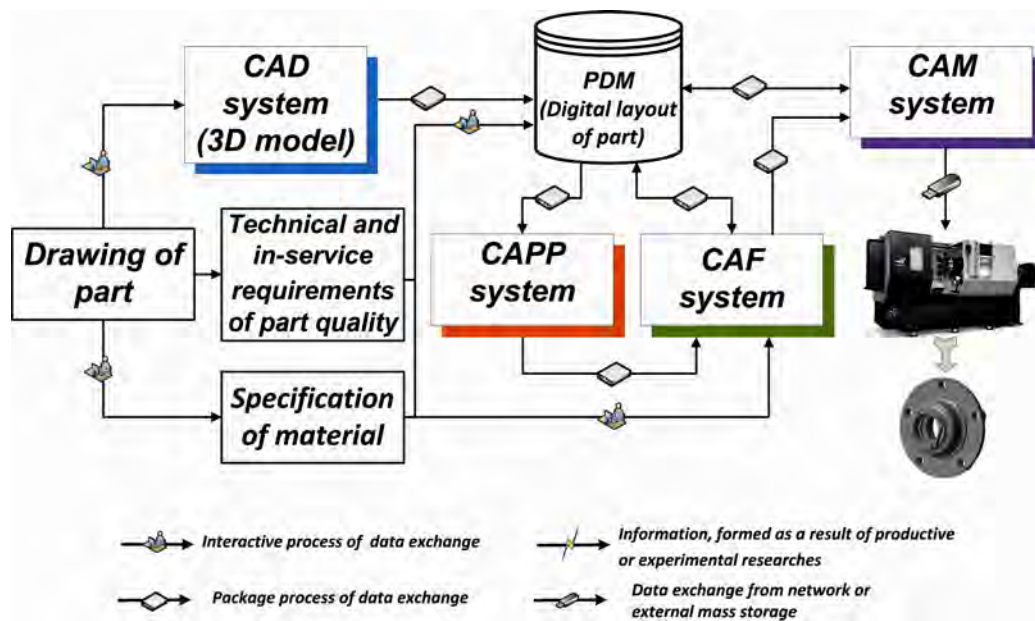 CAD
system
(3D model)
PDM
(Digital layout
of part)
CAM
system
Drawing of
part
Technical and
in-service
requirements
of part quality
CAPP
system
CAF
system
Specification
of material
Interactive process of data exchange
Information, formed as a result of productive
or experimental researches
Package process of data exchange
Data exchange from network or
external mass storage